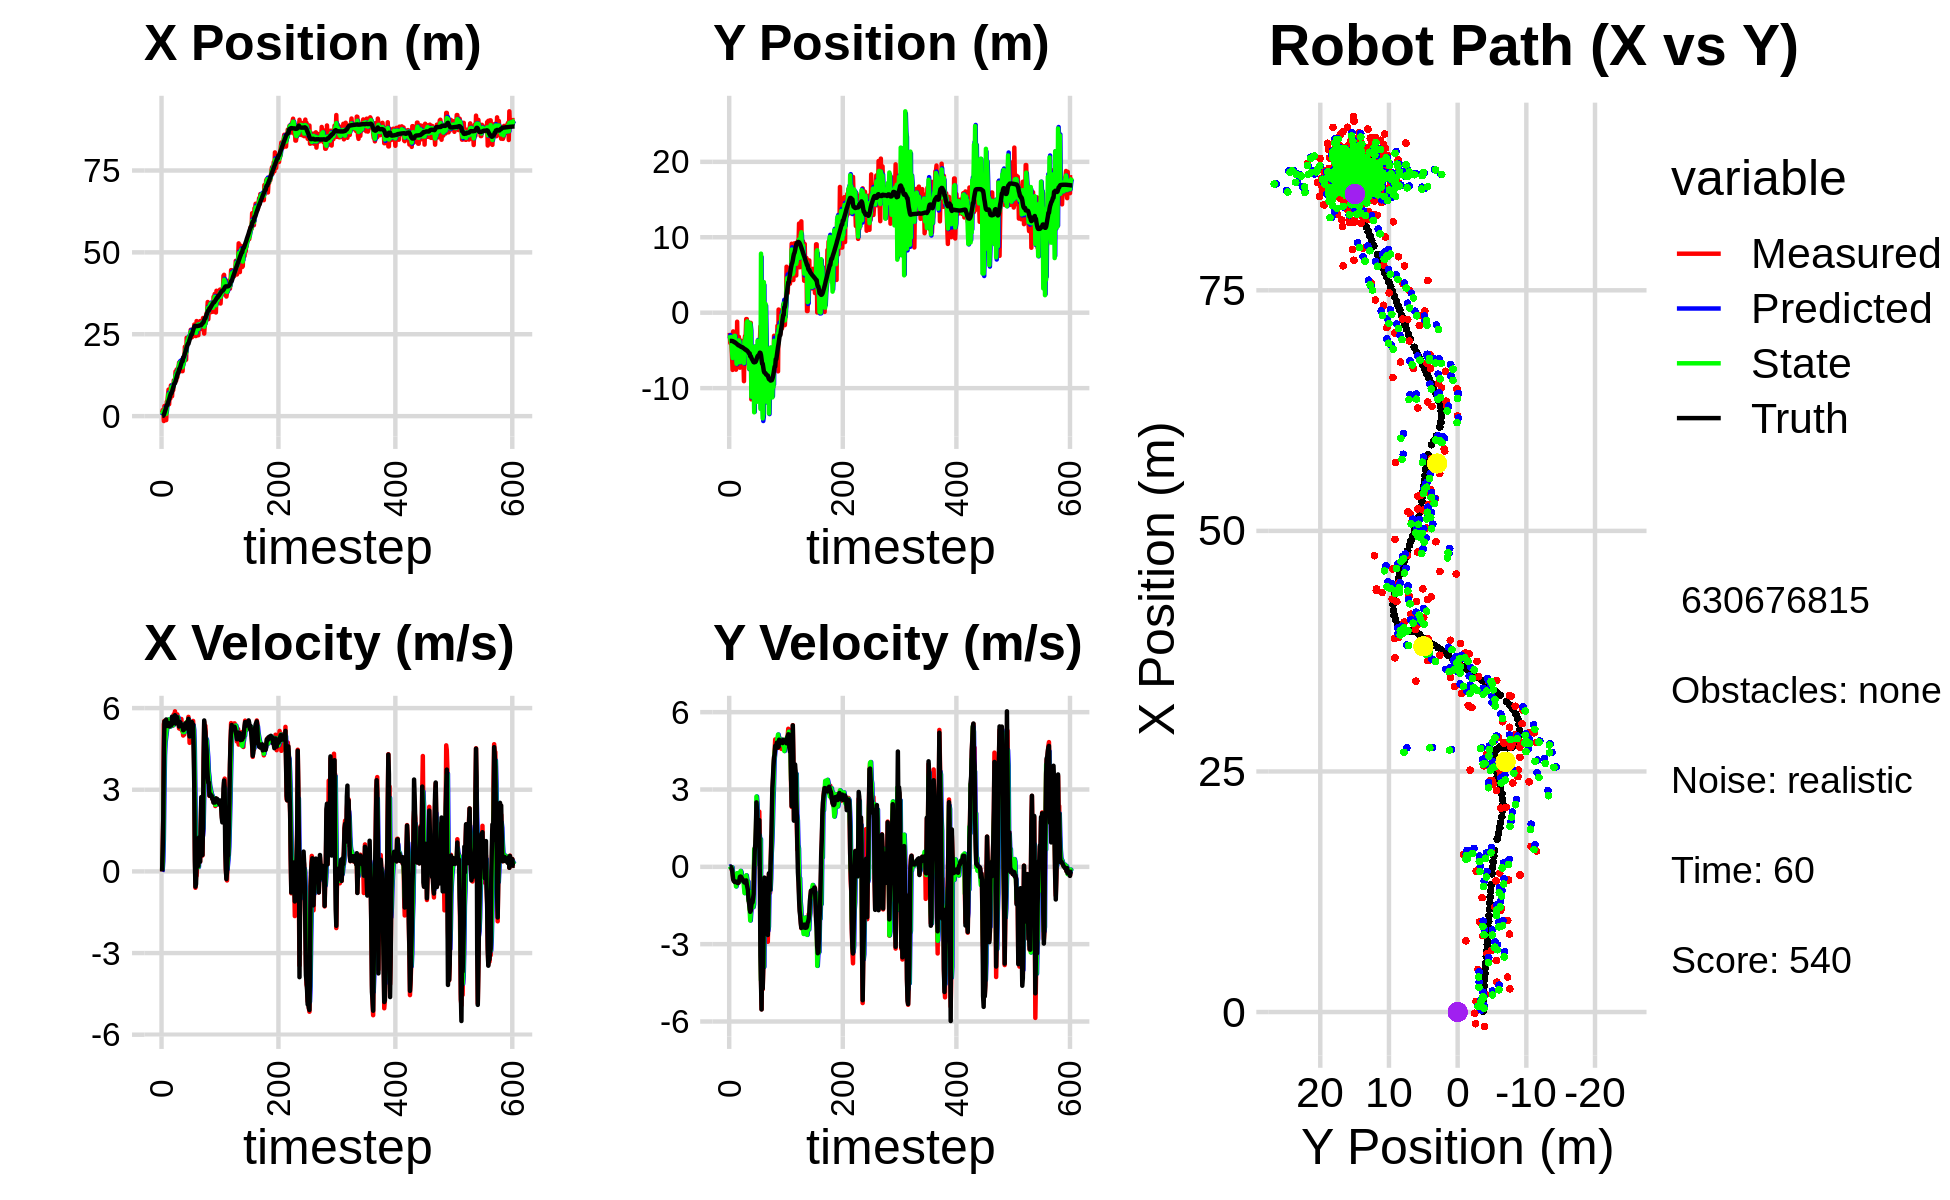 X Position (m)
75
50
25
0
0
200
400
600
timestep
Y Position (m)
20
10
0
-10
0
200
400
600
timestep
X Velocity (m/s)
6
3
0
-3
-6
0
200
400
600
timestep
Y Velocity (m/s)
6
3
0
-3
-6
0
200
400
600
timestep
Robot Path (X vs Y)
X Position (m)
75
50
25
0
20 10 0 -10 -20
Y Position (m)
variable
Measured
Predicted
State
Truth
630676815
Obstacles: none
Noise: realistic
Time: 60
Score: 540